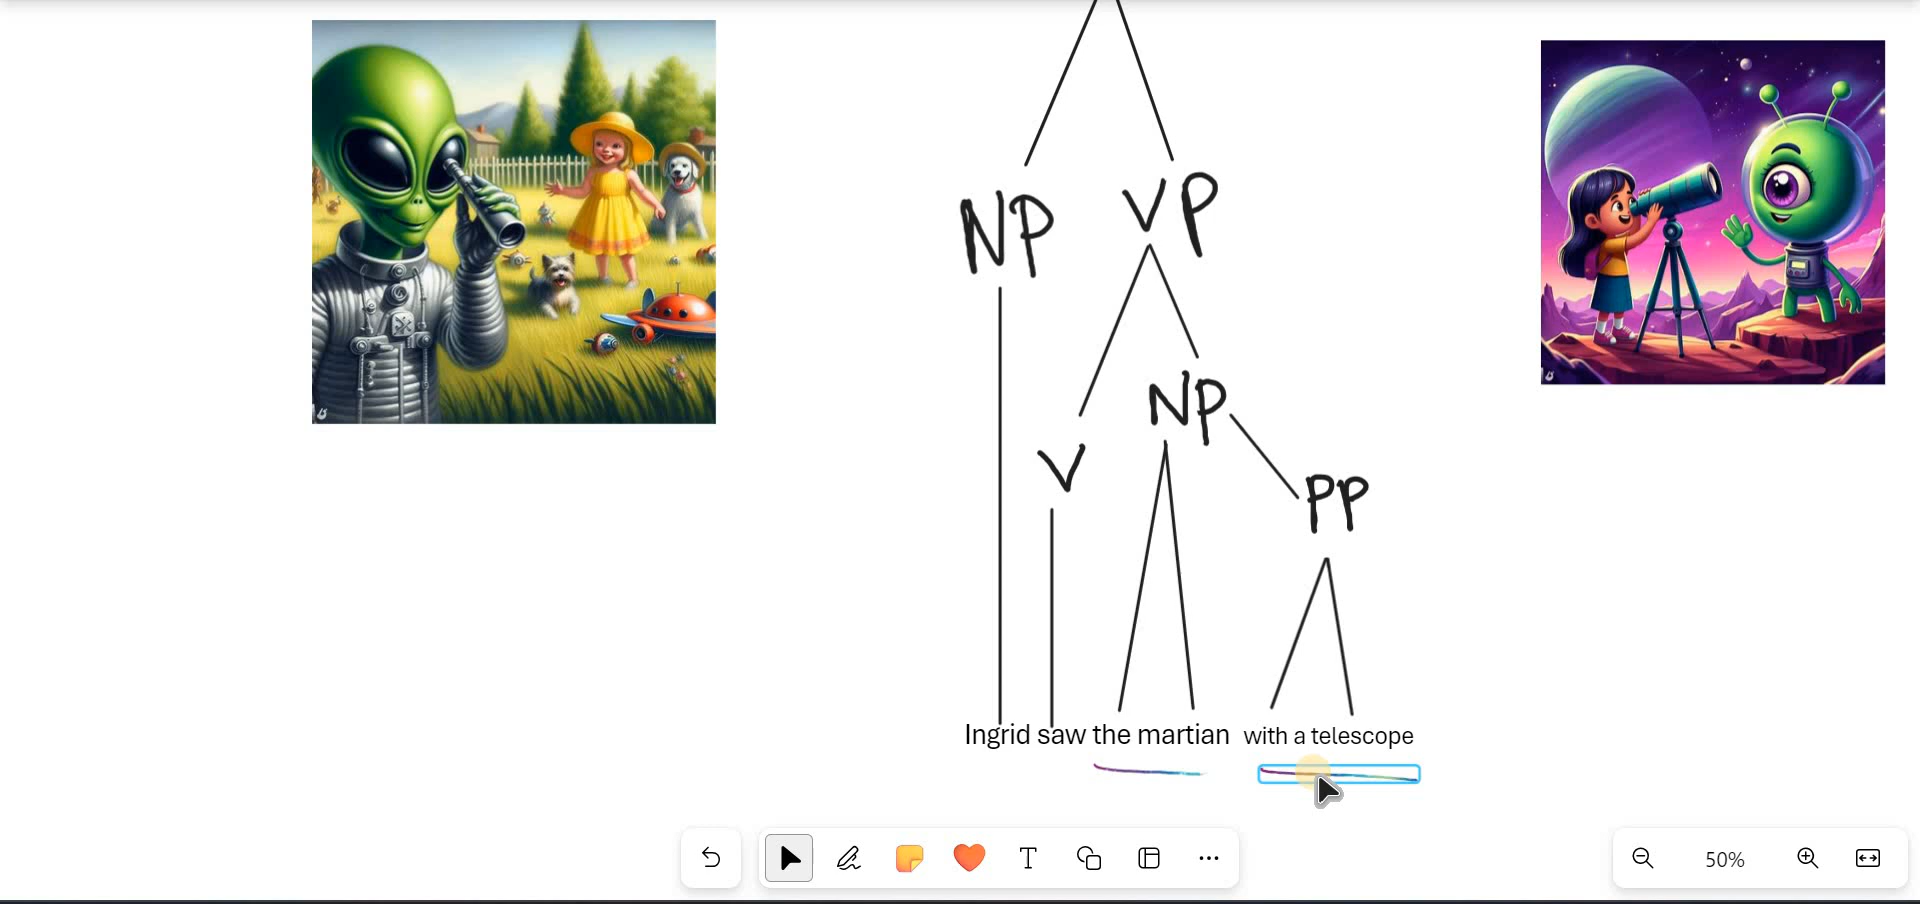 NP VP
NP
V
PP
Ingrid saw the martian with a telescope
50%